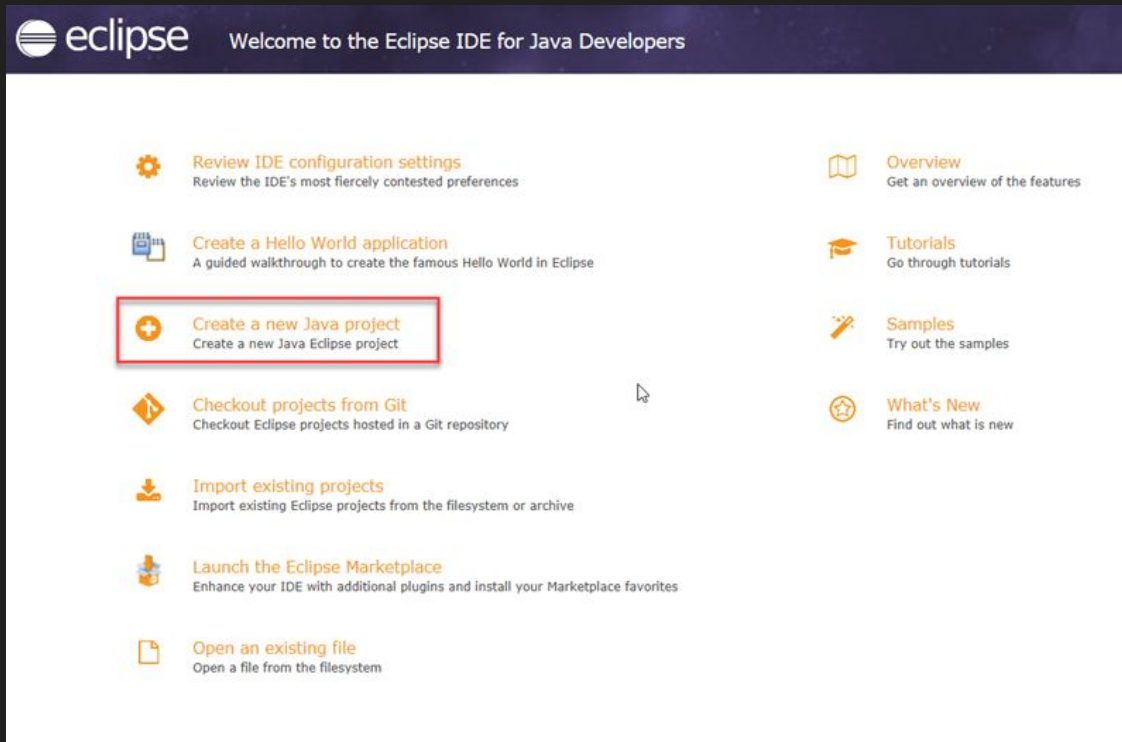 eclipse Welcome to the Eclipse IDE for Java Developers
Review IDE configuration settings
Review the IDE's most fiercely contested preferences
Create a Hello World application
A guided walkthrough to create the famous Hello World in Eclipse
Create a new Java project
Create a new Java Eclipse project
Checkout projects from Git
Checkout Eclipse projects hosted in a Git repository
Import existing projects
Import existing Eclipse projects from the filesystem or archive
Launch the Eclipse Marketplace
Enhance your IDE with additional plugins and install your Marketplace favorites
Open an existing file
Open a file from the filesystem
Overview
Get an overview of the features
Tutorials
Go through tutorials
Samples
Try out the samples
What's New
Find out what is new